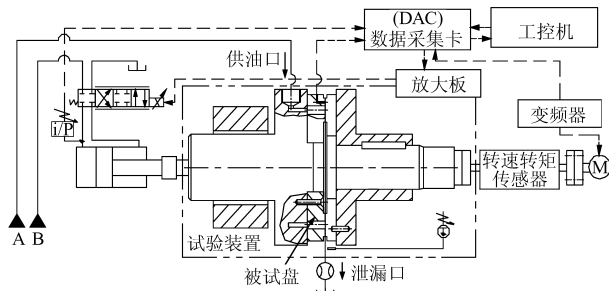 (DAC)
数据采集卡
工控机
供油口
放大板
变频器
i/P
转速转矩
传感器
M
A
B
试验装置
被试盘
泄漏口